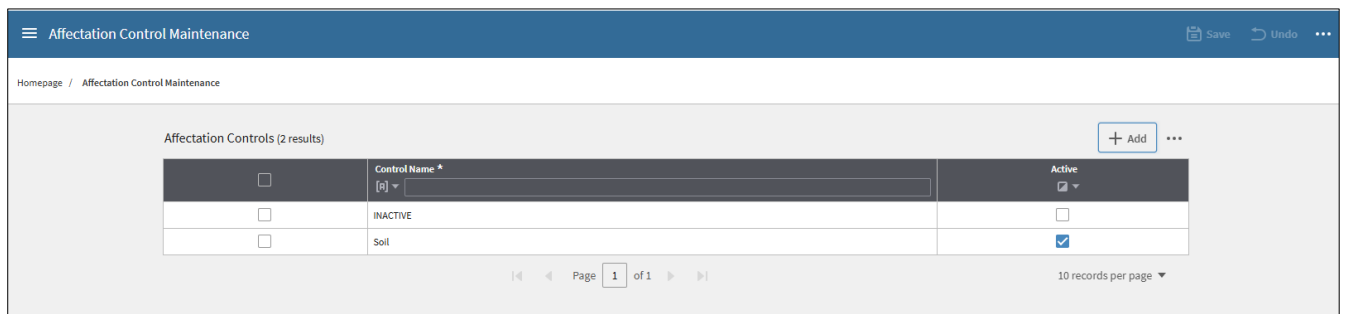 Affectation Control Maintenance
Save Undo
Homepage / Affectation Control Maintenance
Affectation Controls (2 results)
+ Add
Control Name *
Active
[a]
INACTIVE
Soil
Page 1 of 1
10 records per page